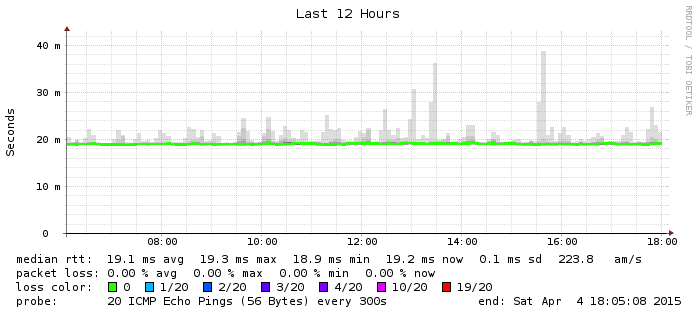 Last 12 Hours
RRDTOOL / TOBI OETIKER
Seconds
40 m
30 m
20 m
10 m
0
08:00 10:00 12:00 14:00 16:00 18:00
median rtt: 19.1 ms avg 19.3 ms max 18.9 ms min 19.2 ms now 0.1 ms sd 223.8 am/s
packet loss: 0.00 % avg 0.00 % max 0.00 % min 0.00 % now
loss color: 0 1/20 2/20 3/20 4/20 10/20 19/20
probe: 20 ICMP Echo Pings (56 Bytes) every 300s end: Sat Apr 4 18:05:08 2015